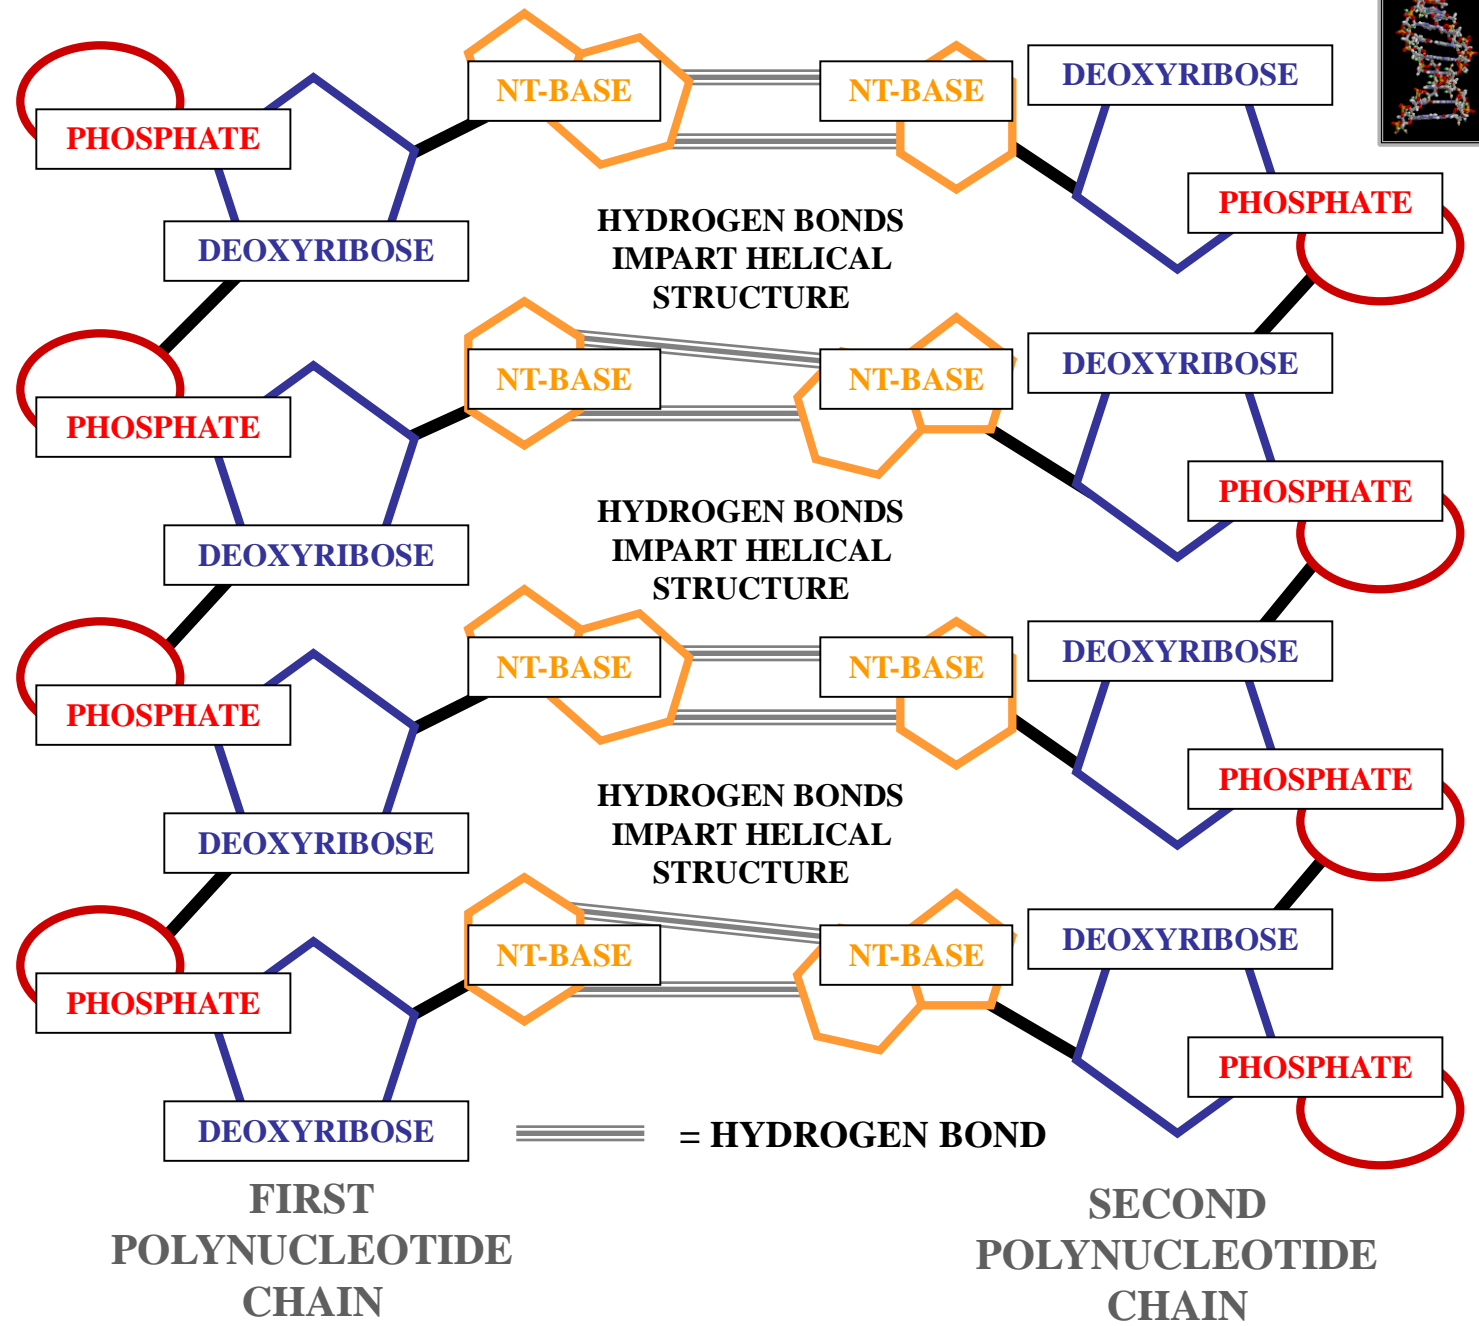 NT-BASE
NT-BASE
DEOXYRIBOSE
PHOSPHATE
PHOSPHATE
DEOXYRIBOSE
HYDROGEN BONDS
IMPART HELICAL
STRUCTURE
DEOXYRIBOSE
NT-BASE
NT-BASE
PHOSPHATE
PHOSPHATE
DEOXYRIBOSE
HYDROGEN BONDS
IMPART HELICAL
STRUCTURE
DEOXYRIBOSE
NT-BASE
NT-BASE
PHOSPHATE
PHOSPHATE
DEOXYRIBOSE
HYDROGEN BONDS
IMPART HELICAL
STRUCTURE
DEOXYRIBOSE
NT-BASE
NT-BASE
PHOSPHATE
PHOSPHATE
DEOXYRIBOSE
= HYDROGEN BOND
FIRST
POLYNUCLEOTIDE
CHAIN
SECOND
POLYNUCLEOTIDE
CHAIN